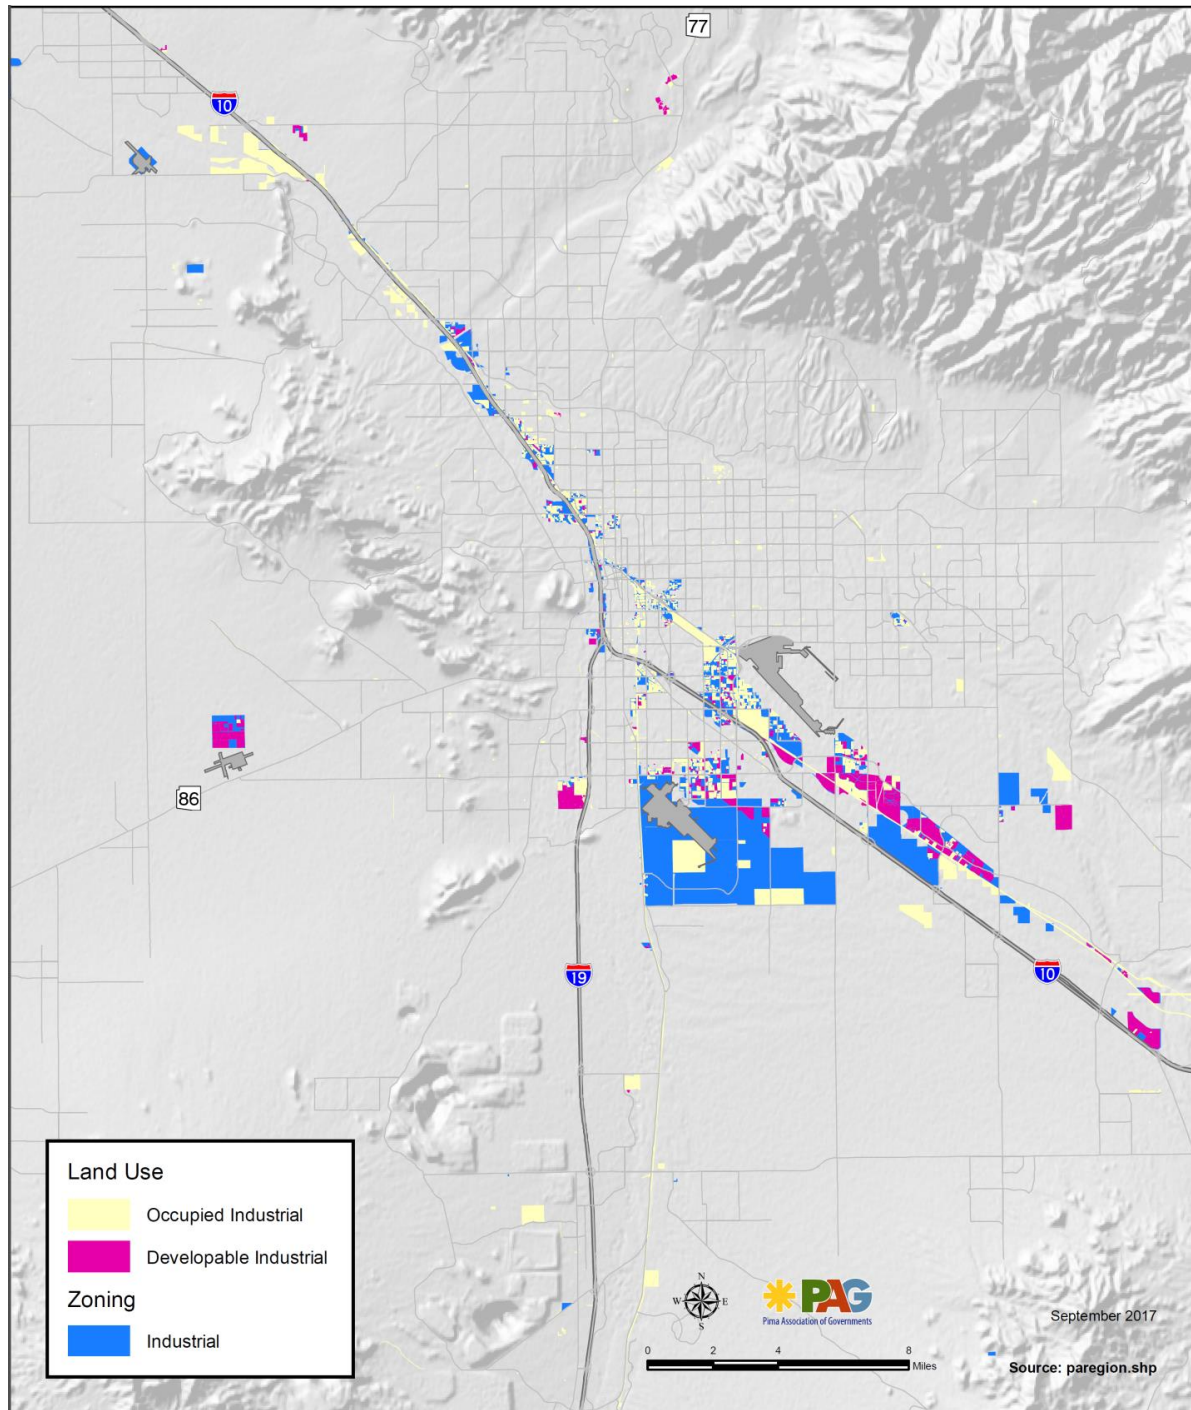 77
10
86
19
10
Land Use
Occupied Industrial
Developable Industrial
Zoning
Industrial
N
W E
S
PAG
Pima Association of Governments
September 2017
0 2 4 8
Miles
Source: paregion.shp